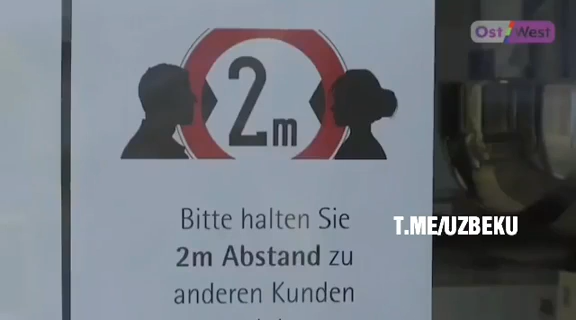 Ost West
2m
Bitte halten Sie
2m Abstand zu
anderen Kunden
T.ME/UZBEKU